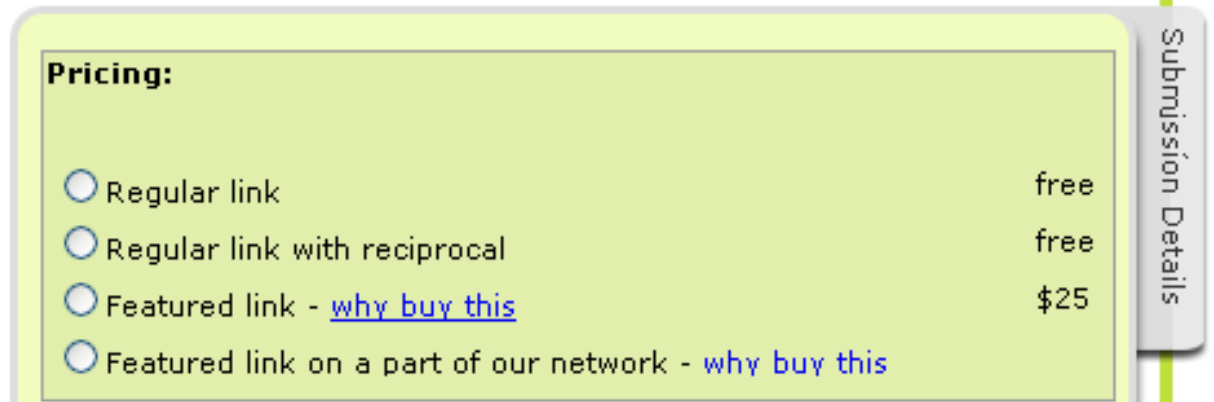 Pricing:
Regular link free
Regular link with reciprocal free
Featured link - why buy this $25
Featured link on a part of our network - why buy this
Submission Details